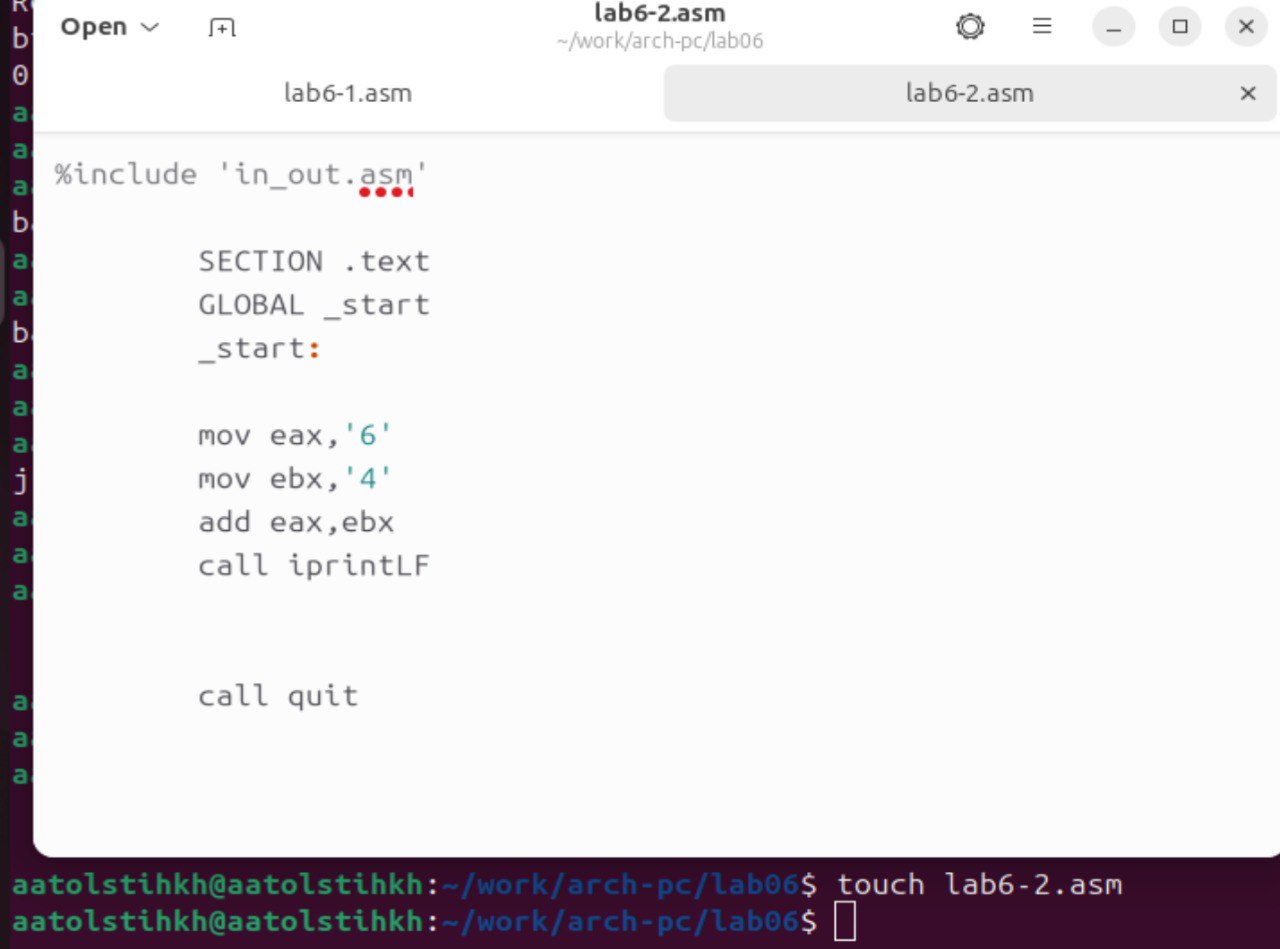 Open
lab6-2.asm
~/work/arch-pc/lab06
lab6-1.asm
lab6-2.asm
%include 'in_out.asm'
SECTION .text
GLOBAL _start
_start:
mov eax,'6'
mov ebx,'4'
add eax,ebx
call iprintLF
call quit
aatolstihkh@aatolstihkh:~/work/arch-pc/lab06$ touch lab6-2.asm
aatolstihkh@aatolstihkh:~/work/arch-pc/lab06$